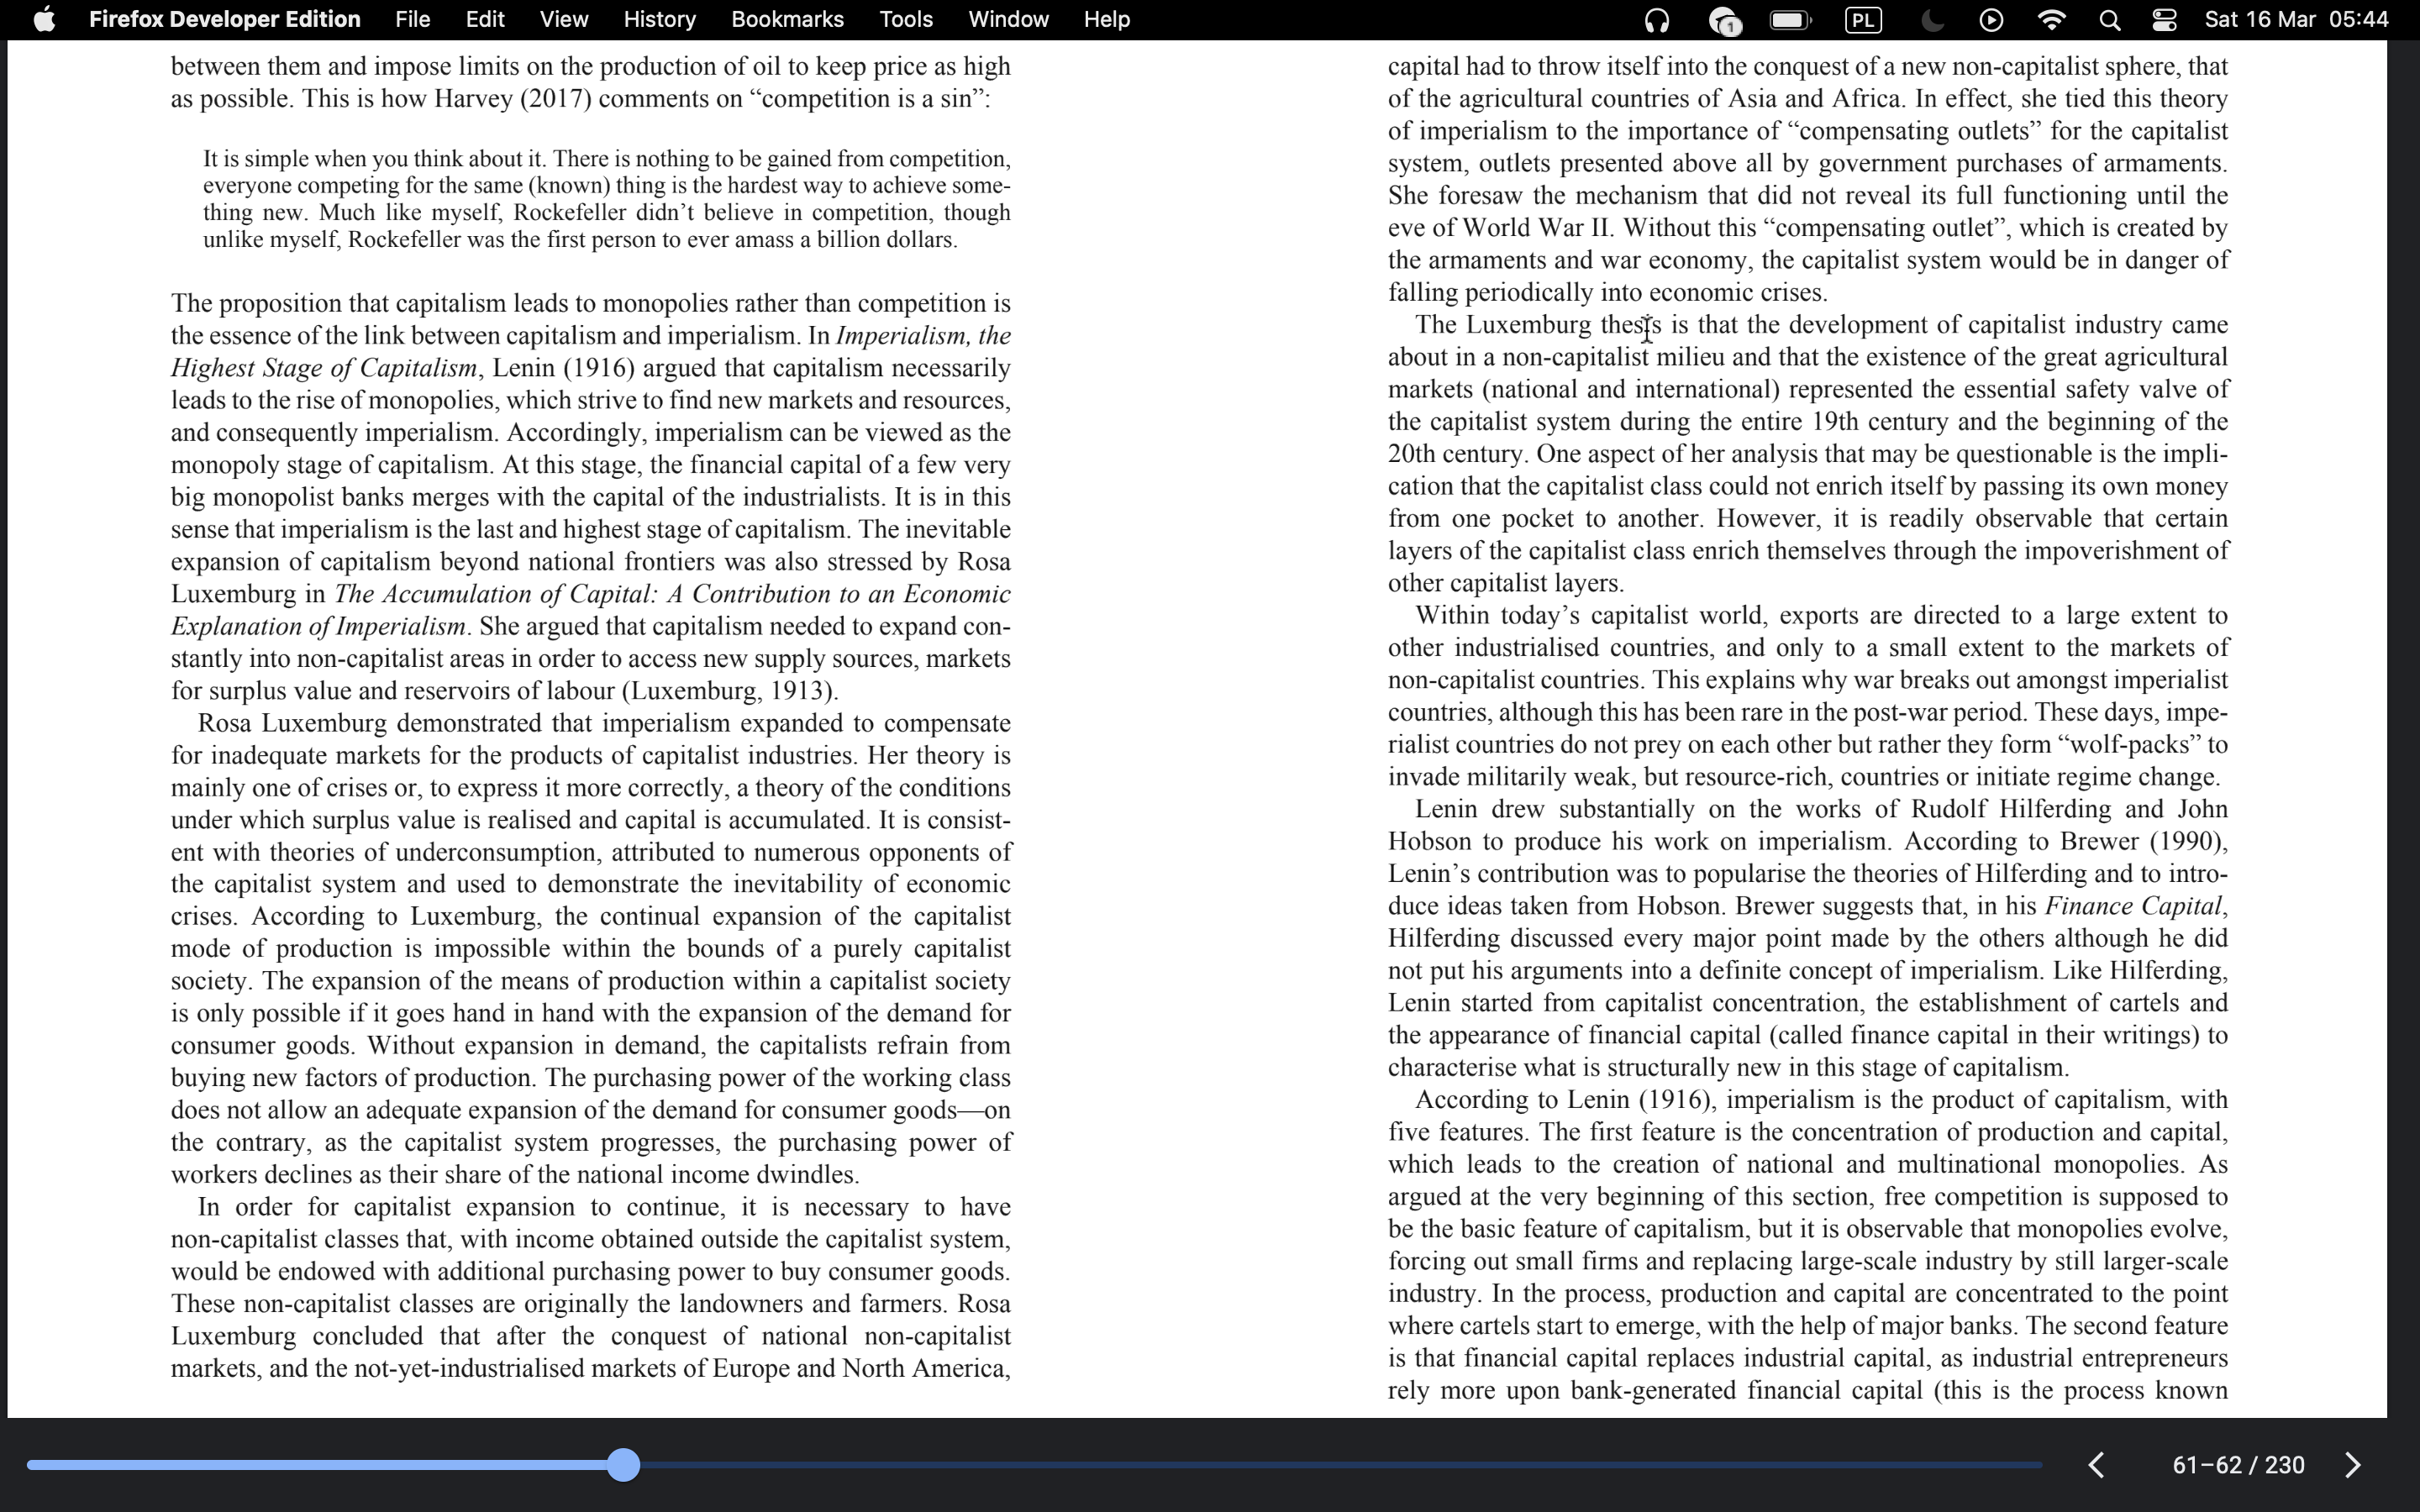 Firefox Developer Edition File Edit View History Bookmarks Tools Window Help PL Sat 16 Mar 05:44
1
between them and impose limits on the production of oil to keep price as high
as possible. This is how Harvey (2017) comments on “competition is a sin”:
It is simple when you think about it. There is nothing to be gained from competition,
everyone competing for the same (known) thing is the hardest way to achieve some-
thing new. Much like myself, Rockefeller didn’t believe in competition, though
unlike myself, Rockefeller was the first person to ever amass a billion dollars.
The proposition that capitalism leads to monopolies rather than competition is
the essence of the link between capitalism and imperialism. In Imperialism, the
Highest Stage of Capitalism, Lenin (1916) argued that capitalism necessarily
leads to the rise of monopolies, which strive to find new markets and resources,
and consequently imperialism. Accordingly, imperialism can be viewed as the
monopoly stage of capitalism. At this stage, the financial capital of a few very
big monopolist banks merges with the capital of the industrialists. It is in this
sense that imperialism is the last and highest stage of capitalism. The inevitable
expansion of capitalism beyond national frontiers was also stressed by Rosa
Luxemburg in The Accumulation of Capital: A Contribution to an Economic
Explanation of Imperialism. She argued that capitalism needed to expand con-
stantly into non-capitalist areas in order to access new supply sources, markets
for surplus value and reservoirs of labour (Luxemburg, 1913).
Rosa Luxemburg demonstrated that imperialism expanded to compensate
for inadequate markets for the products of capitalist industries. Her theory is
mainly one of crises or, to express it more correctly, a theory of the conditions
under which surplus value is realised and capital is accumulated. It is consist-
ent with theories of underconsumption, attributed to numerous opponents of
the capitalist system and used to demonstrate the inevitability of economic
crises. According to Luxemburg, the continual expansion of the capitalist
mode of production is impossible within the bounds of a purely capitalist
society. The expansion of the means of production within a capitalist society
is only possible if it goes hand in hand with the expansion of the demand for
consumer goods. Without expansion in demand, the capitalists refrain from
buying new factors of production. The purchasing power of the working class
does not allow an adequate expansion of the demand for consumer goods—on
the contrary, as the capitalist system progresses, the purchasing power of
workers declines as their share of the national income dwindles.
In order for capitalist expansion to continue, it is necessary to have
non-capitalist classes that, with income obtained outside the capitalist system,
would be endowed with additional purchasing power to buy consumer goods.
These non-capitalist classes are originally the landowners and farmers. Rosa
Luxemburg concluded that after the conquest of national non-capitalist
markets, and the not-yet-industrialised markets of Europe and North America,
capital had to throw itself into the conquest of a new non-capitalist sphere, that
of the agricultural countries of Asia and Africa. In effect, she tied this theory
of imperialism to the importance of “compensating outlets” for the capitalist
system, outlets presented above all by government purchases of armaments.
She foresaw the mechanism that did not reveal its full functioning until the
eve of World War II. Without this “compensating outlet”, which is created by
the armaments and war economy, the capitalist system would be in danger of
falling periodically into economic crises.
The Luxemburg thesis is that the development of capitalist industry came
about in a non-capitalist milieu and that the existence of the great agricultural
markets (national and international) represented the essential safety valve of
the capitalist system during the entire 19th century and the beginning of the
20th century. One aspect of her analysis that may be questionable is the impli-
cation that the capitalist class could not enrich itself by passing its own money
from one pocket to another. However, it is readily observable that certain
layers of the capitalist class enrich themselves through the impoverishment of
other capitalist layers.
Within today’s capitalist world, exports are directed to a large extent to
other industrialised countries, and only to a small extent to the markets of
non-capitalist countries. This explains why war breaks out amongst imperialist
countries, although this has been rare in the post-war period. These days, impe-
rialist countries do not prey on each other but rather they form “wolf-packs” to
invade militarily weak, but resource-rich, countries or initiate regime change.
Lenin drew substantially on the works of Rudolf Hilferding and John
Hobson to produce his work on imperialism. According to Brewer (1990),
Lenin’s contribution was to popularise the theories of Hilferding and to intro-
duce ideas taken from Hobson. Brewer suggests that, in his Finance Capital,
Hilferding discussed every major point made by the others although he did
not put his arguments into a definite concept of imperialism. Like Hilferding,
Lenin started from capitalist concentration, the establishment of cartels and
the appearance of financial capital (called finance capital in their writings) to
characterise what is structurally new in this stage of capitalism.
According to Lenin (1916), imperialism is the product of capitalism, with
five features. The first feature is the concentration of production and capital,
which leads to the creation of national and multinational monopolies. As
argued at the very beginning of this section, free competition is supposed to
be the basic feature of capitalism, but it is observable that monopolies evolve,
forcing out small firms and replacing large-scale industry by still larger-scale
industry. In the process, production and capital are concentrated to the point
where cartels start to emerge, with the help of major banks. The second feature
is that financial capital replaces industrial capital, as industrial entrepreneurs
rely more upon bank-generated financial capital (this is the process known
61–62 / 230